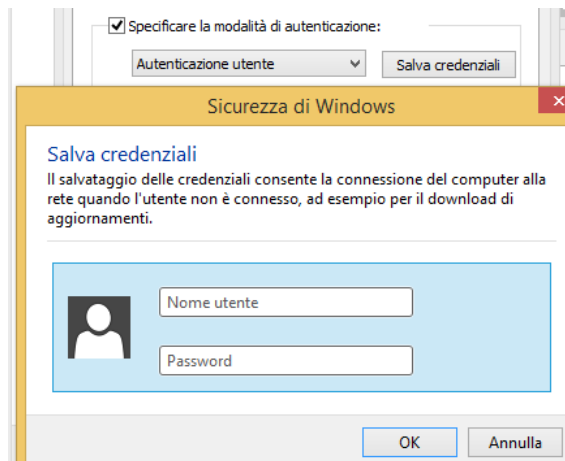 Specificare la modalità di autenticazione:
Autenticazione utente
Salva credenziali
Sicurezza di Windows
Salva credenziali
Il salvataggio delle credenziali consente la connessione del computer alla
rete quando l'utente non è connesso, ad esempio per il download di
aggiornamenti.
Nome utente
Password
OK
Annulla